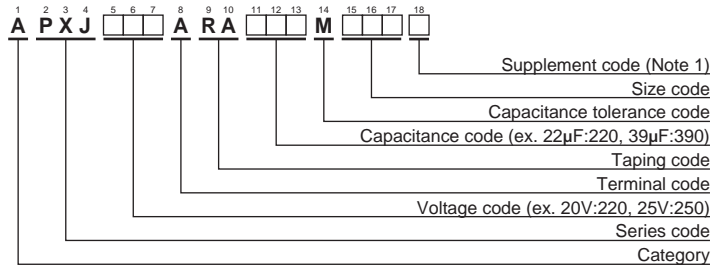 1 2 3 4 5 6 7 8 9 10 11 12 13 14 15 16 17 18
A P X J A R A M
Supplement code (Note 1)
Size code
Capacitance tolerance code
Capacitance code (ex. 22µF:220, 39µF:390)
Taping code
Terminal code
Voltage code (ex. 20V:220, 25V:250)
Series code
Category